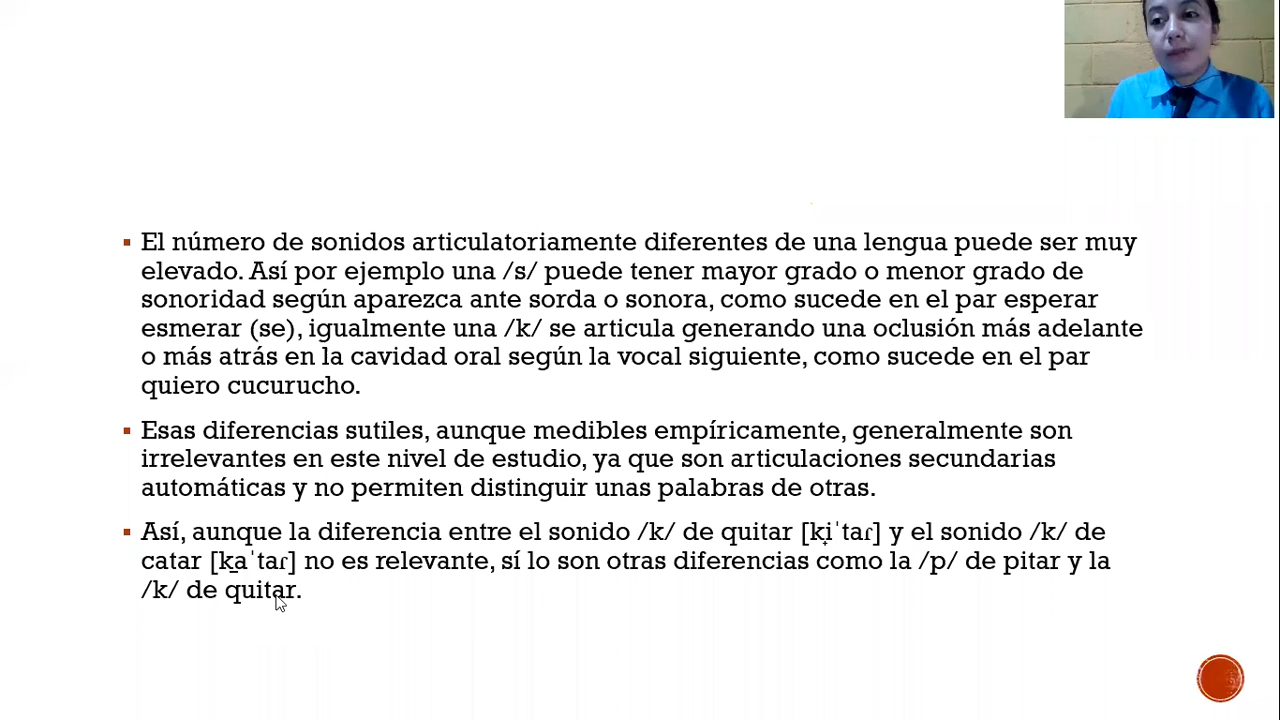 El número de sonidos articulatoriamente diferentes de una lengua puede ser muy
elevado. Así por ejemplo una /s/ puede tener mayor grado o menor grado de
sonoridad según aparezca ante sorda o sonora, como sucede en el par esperar
esmerar (se), igualmente una /k/ se articula generando una oclusión más adelante
o más atrás en la cavidad oral según la vocal siguiente, como sucede en el par
quiero cucurucho.
Esas diferencias sutiles, aunque medibles empíricamente, generalmente son
irrelevantes en este nivel de estudio, ya que son articulaciones secundarias
automáticas y no permiten distinguir unas palabras de otras.
Así, aunque la diferencia entre el sonido /k/ de quitar [k̟iˈtaɾ] y el sonido /k/ de
catar [k̠aˈtaɾ] no es relevante, sí lo son otras diferencias como la /p/ de pitar y la
/k/ de quitar.